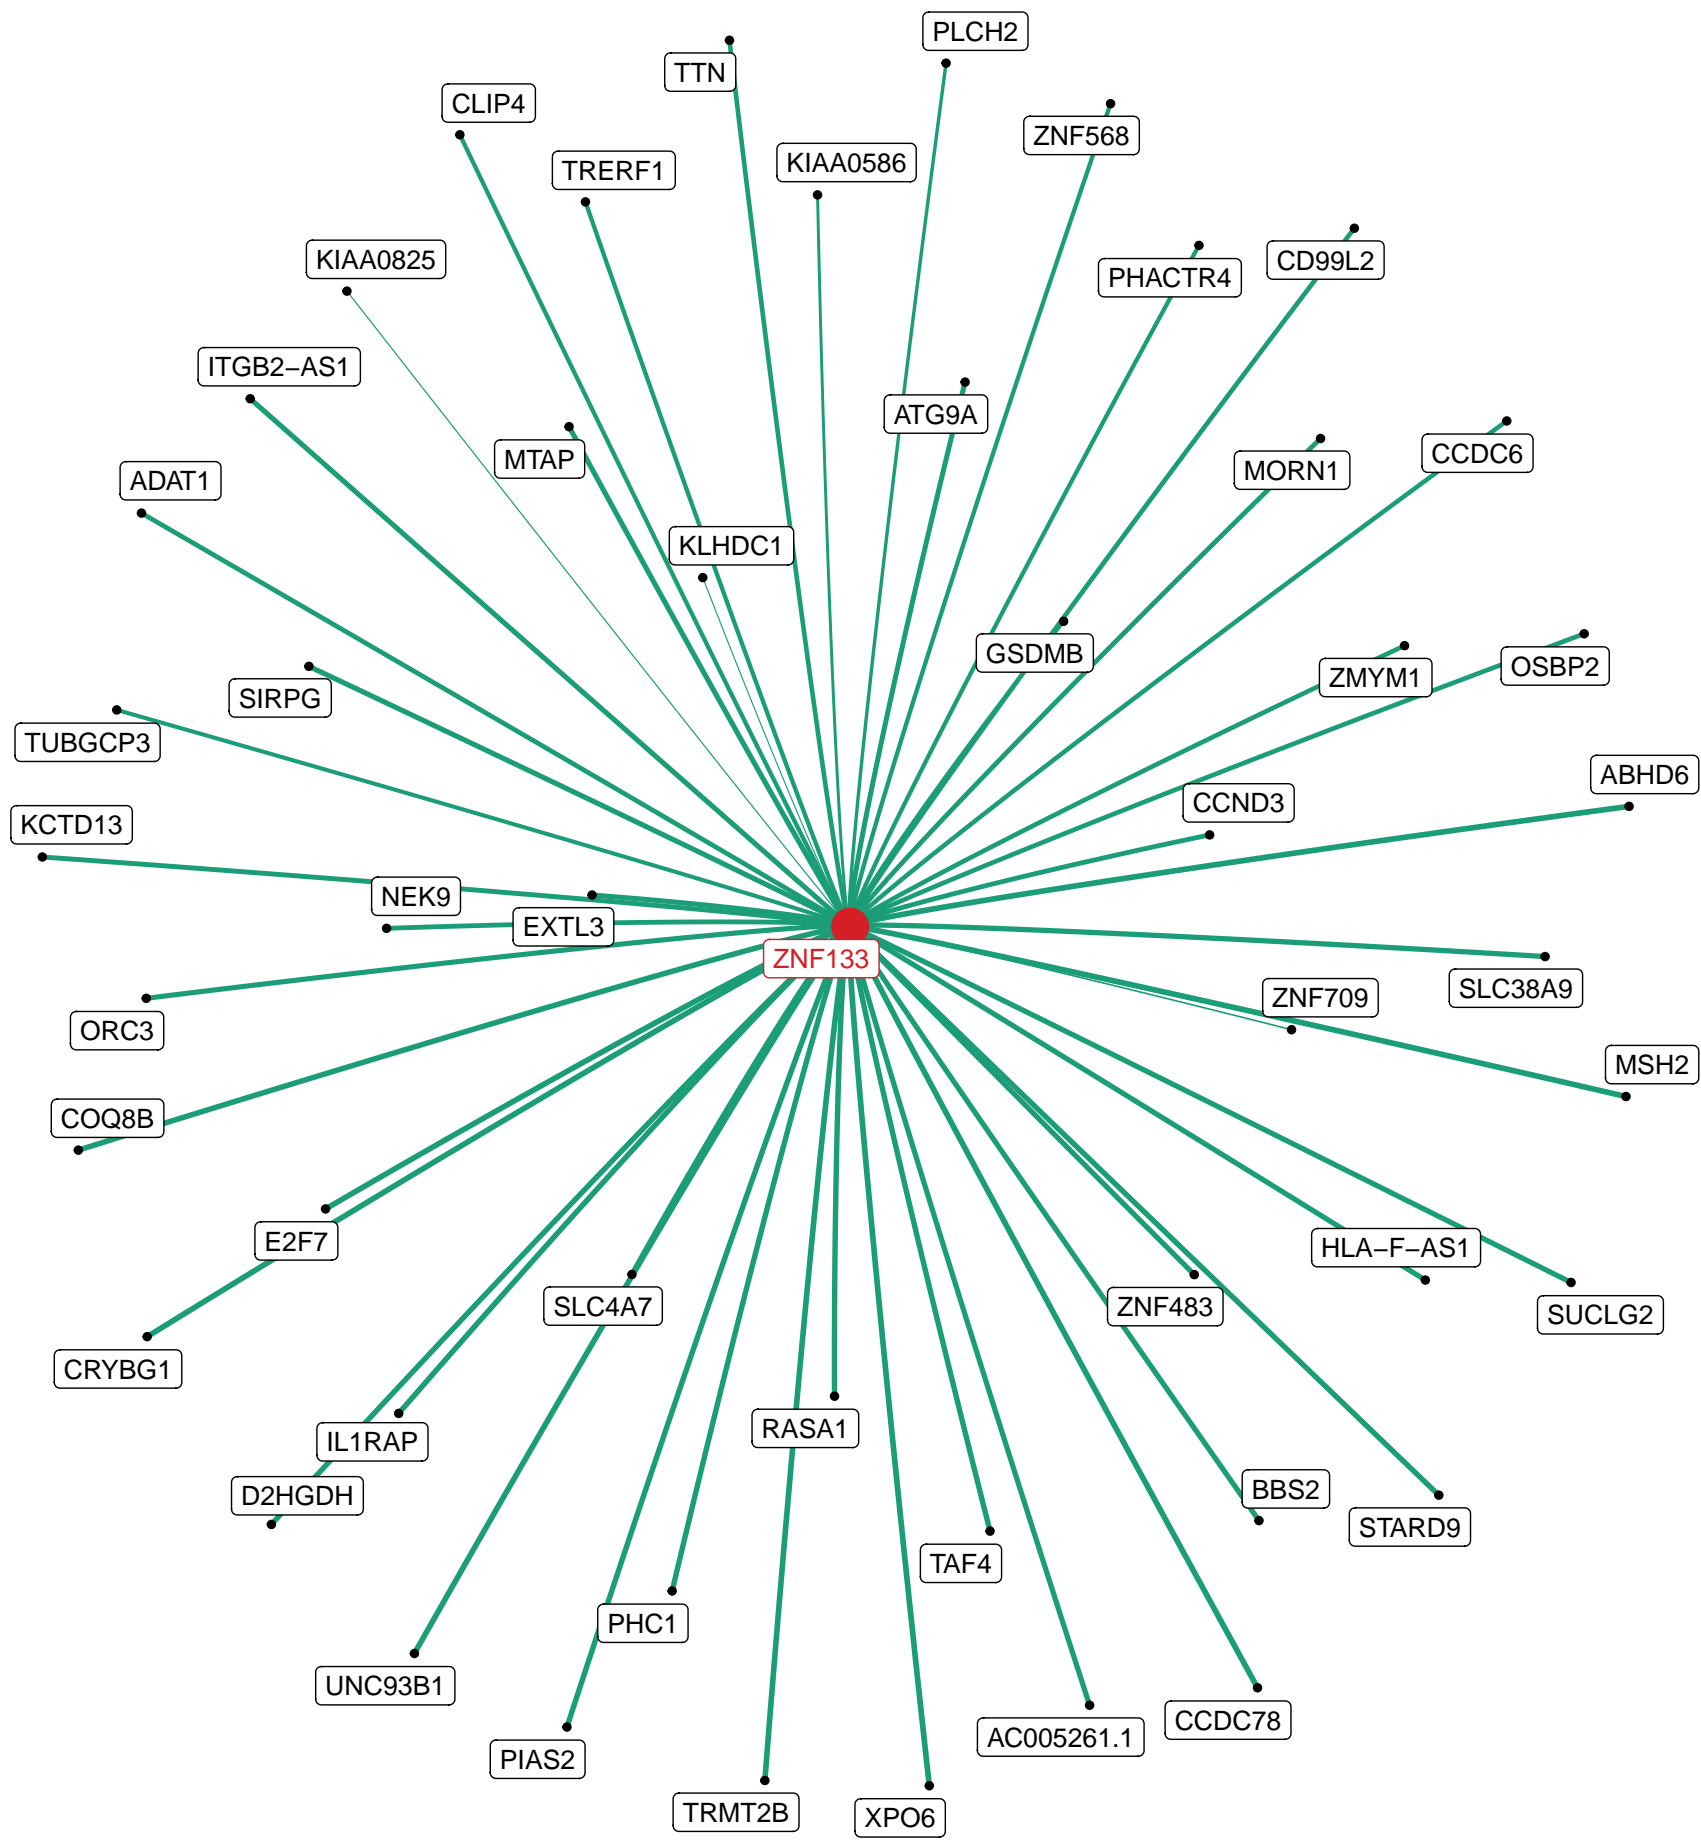 PLCH2
TTN
CLIP4
ZNF568
KIAA0586
TRERF1
KIAA0825
CD99L2
PHACTR4
ITGB2−AS1
ATG9A
CCDC6
MTAP
MORN1
ADAT1
KLHDC1
GSDMB
OSBP2
ZMYM1
SIRPG
TUBGCP3
ABHD6
CCND3
KCTD13
NEK9
EXTL3
ZNF133
SLC38A9
ZNF709
ORC3
MSH2
COQ8B
E2F7
HLA−F−AS1
SLC4A7
ZNF483
SUCLG2
CRYBG1
RASA1
IL1RAP
BBS2
D2HGDH
STARD9
TAF4
PHC1
UNC93B1
CCDC78
AC005261.1
PIAS2
TRMT2B
XPO6